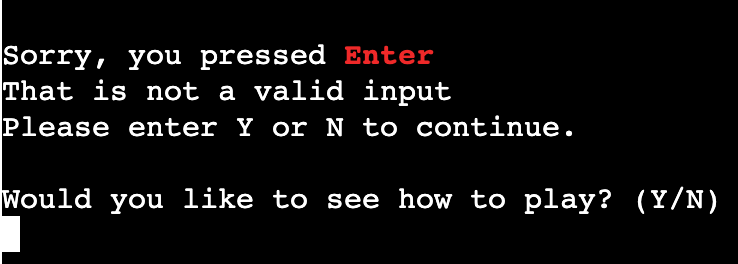 Sorry, you pressed Enter
That is not a valid input
Please enter Y or N to continue.
Would you like to see how to play? (Y/N)